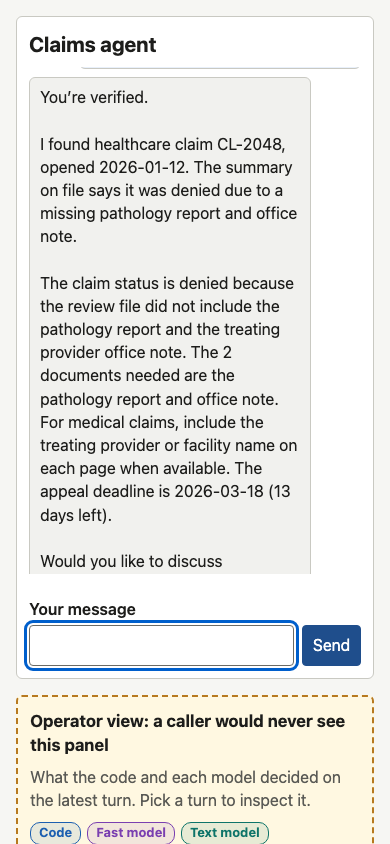 Claims agent
You're verified.
I found healthcare claim CL-2048,
opened 2026-01-12. The summary
on file says it was denied due to a
missing pathology report and office
note.
The claim status is denied because
the review file did not include the
pathology report and the treating
provider office note. The 2
documents needed are the
pathology report and office note.
For medical claims, include the
treating provider or facility name on
each page when available. The
appeal deadline is 2026-03-18 (13
days left).
Would you like to discuss
Your message
Send
Operator view: a caller would never see
this panel
What the code and each model decided on
the latest turn. Pick a turn to inspect it.
Code
Fast model
Text model